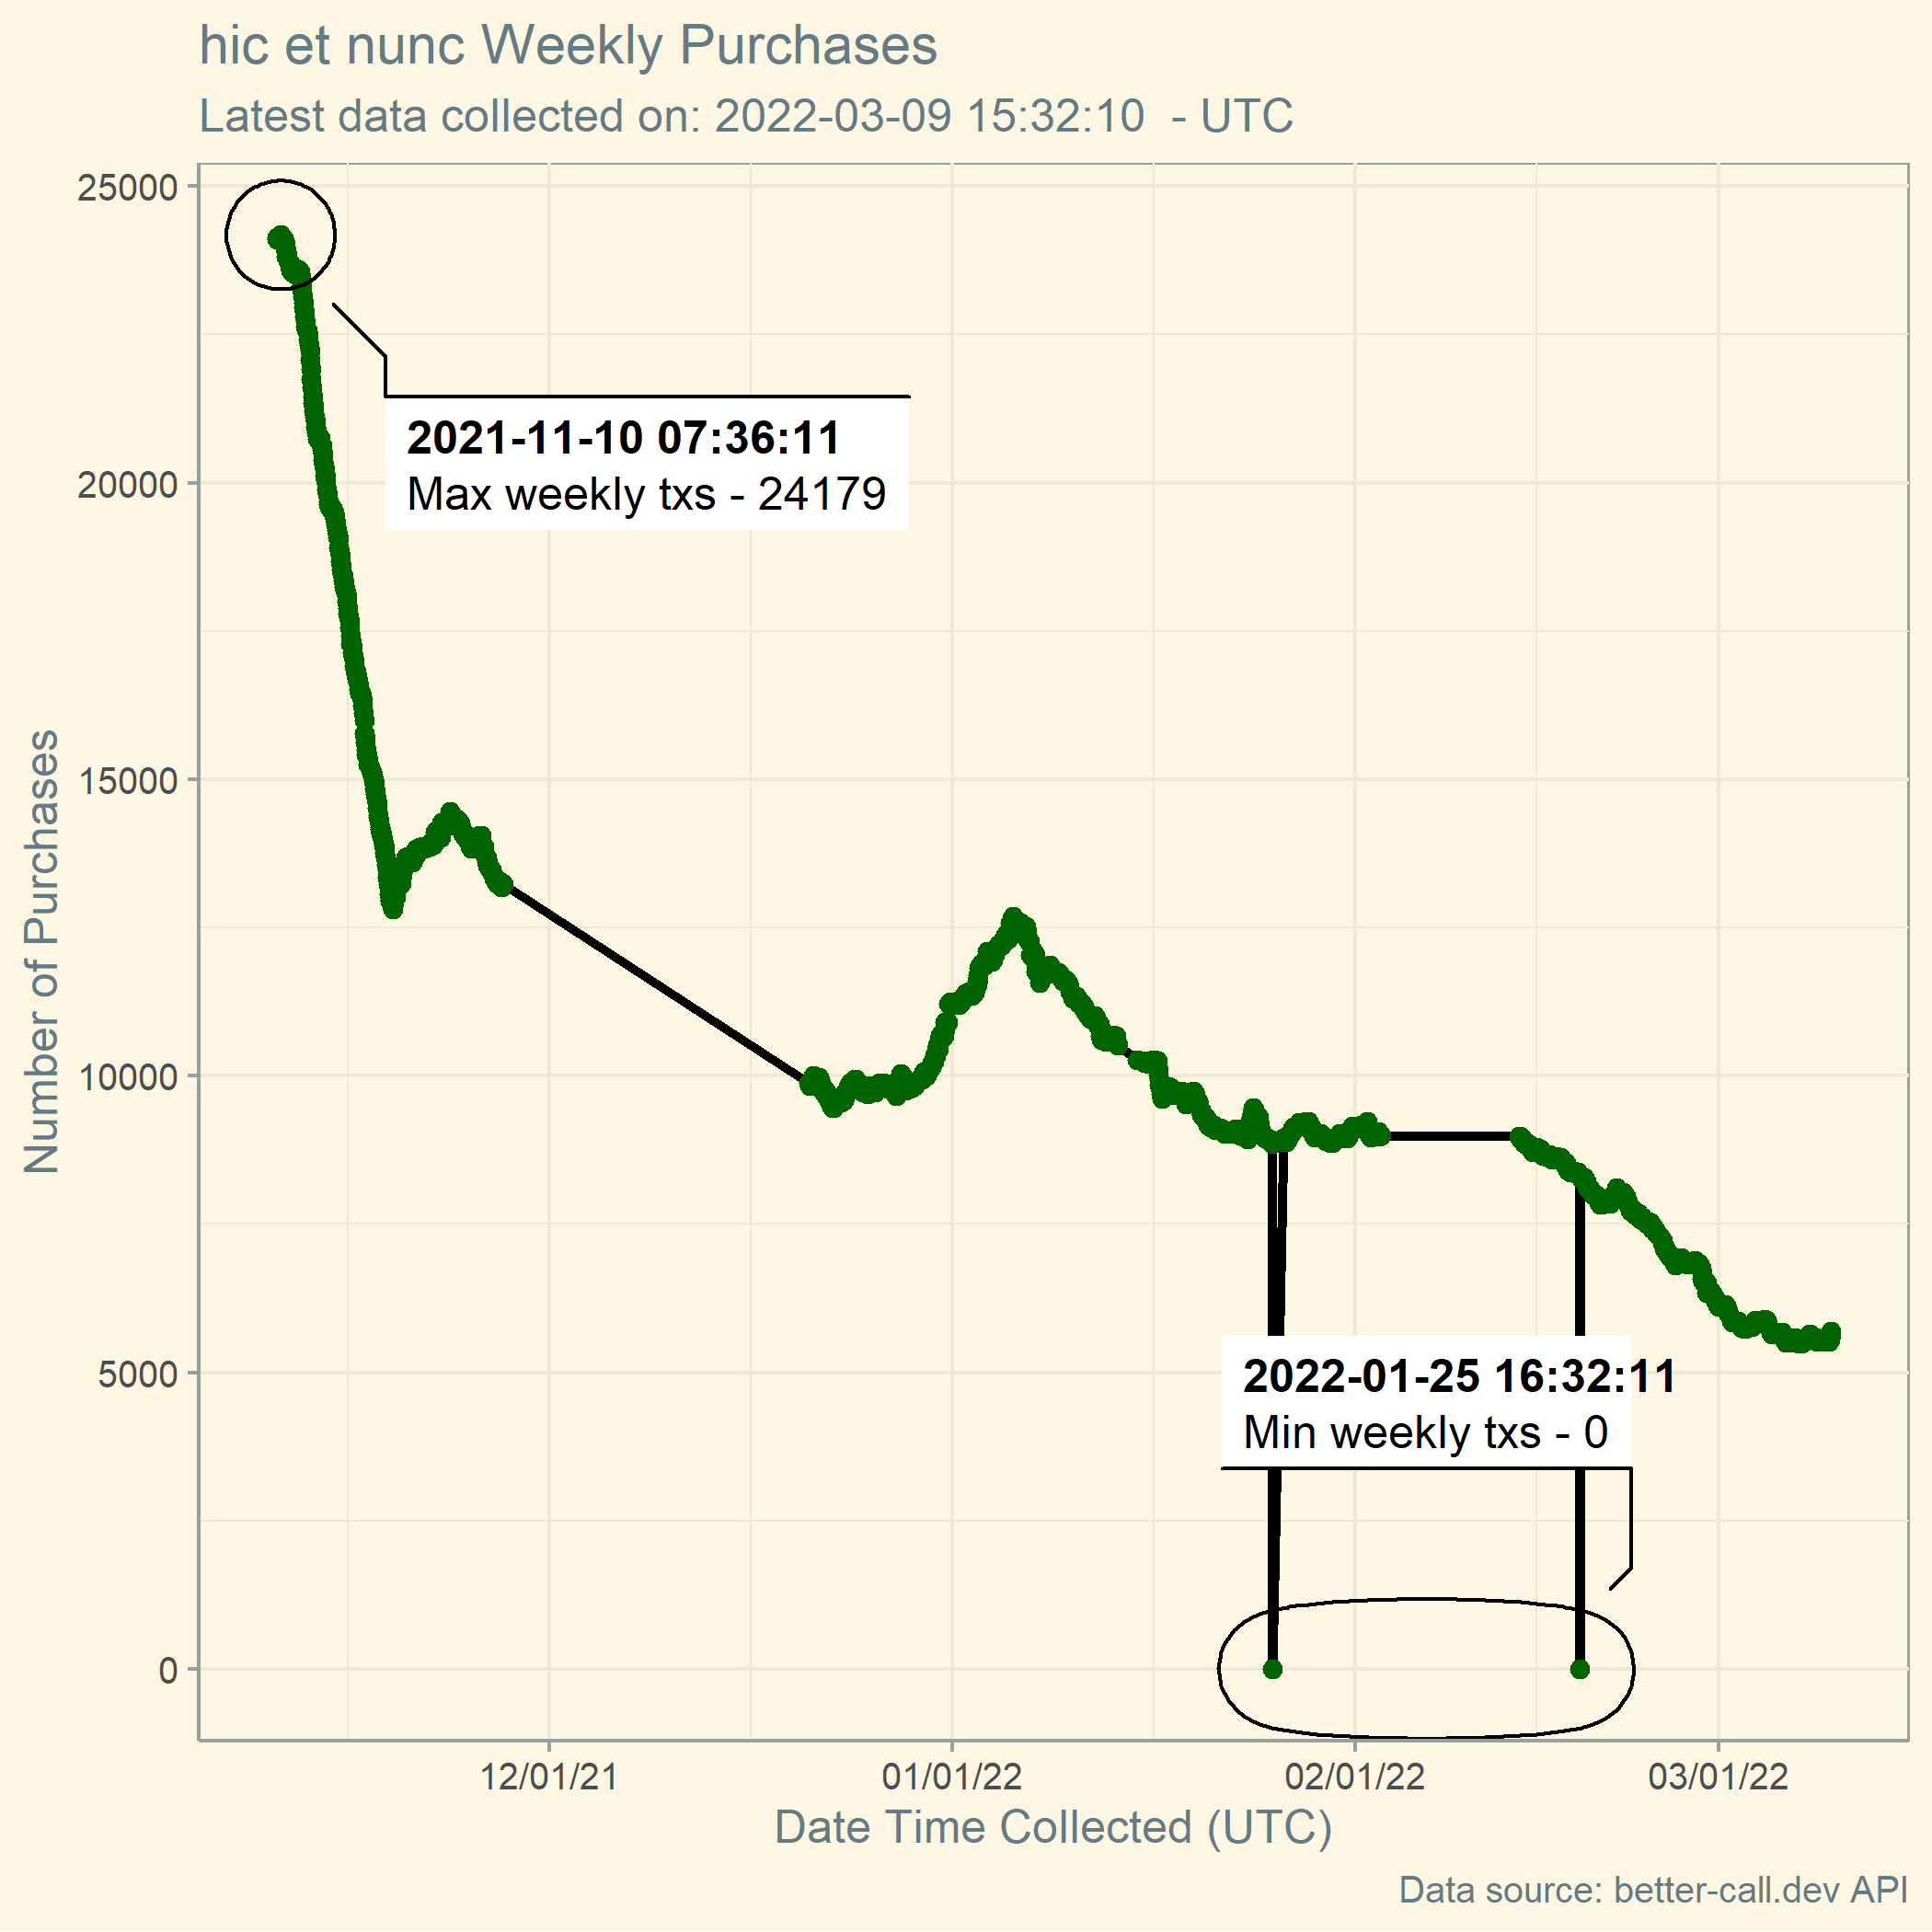 hic et nunc Weekly Purchases
Latest data collected on: 2022-03-09 15:32:10  - UTC
Number of Purchases
25000
20000
15000
10000
5000
0
2021-11-10 07:36:11
Max weekly txs - 24179
2022-01-25 16:32:11
Min weekly txs - 0
12/01/21
01/01/22
02/01/22
03/01/22
Date Time Collected (UTC)
Data source: better-call.dev API